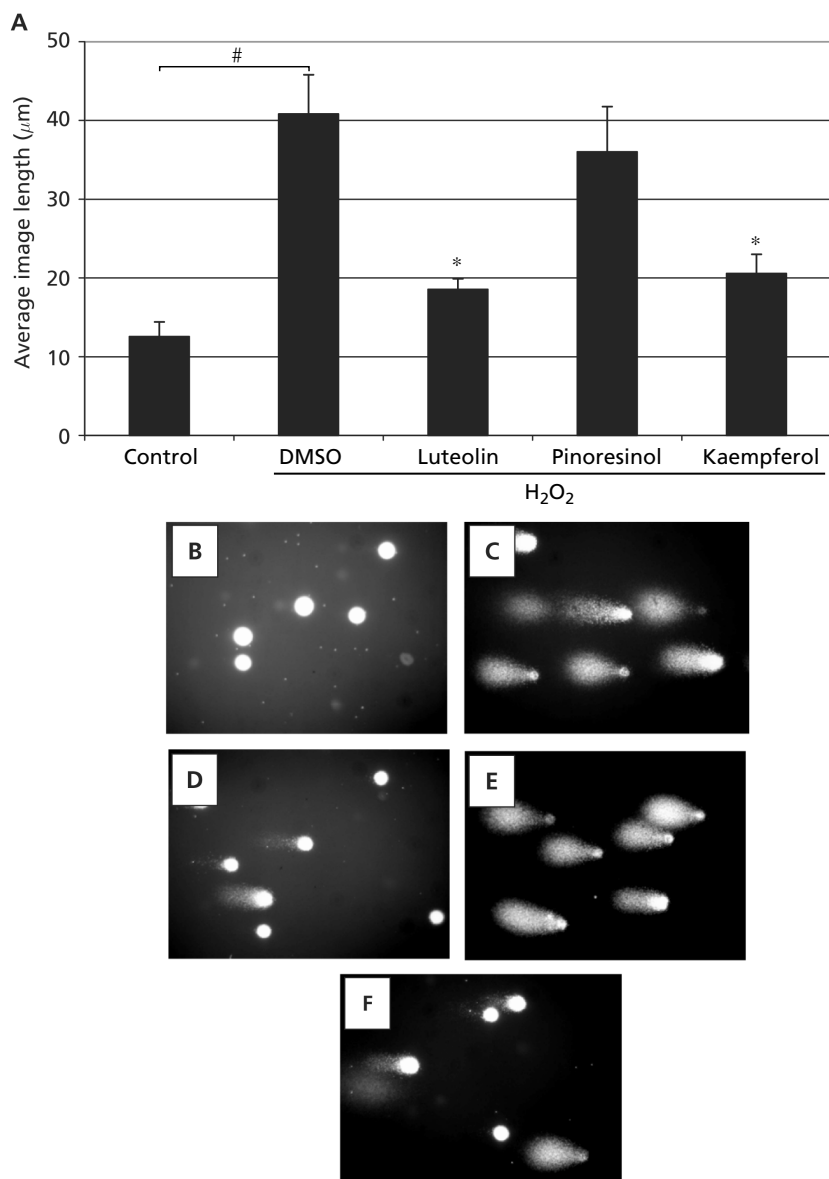 A
Average image length (μm)
50
40
30
20
10
0
#
*
*
Control DMSO Luteolin Pinoresinol Kaempferol
H₂O₂
B
C
D
E
F